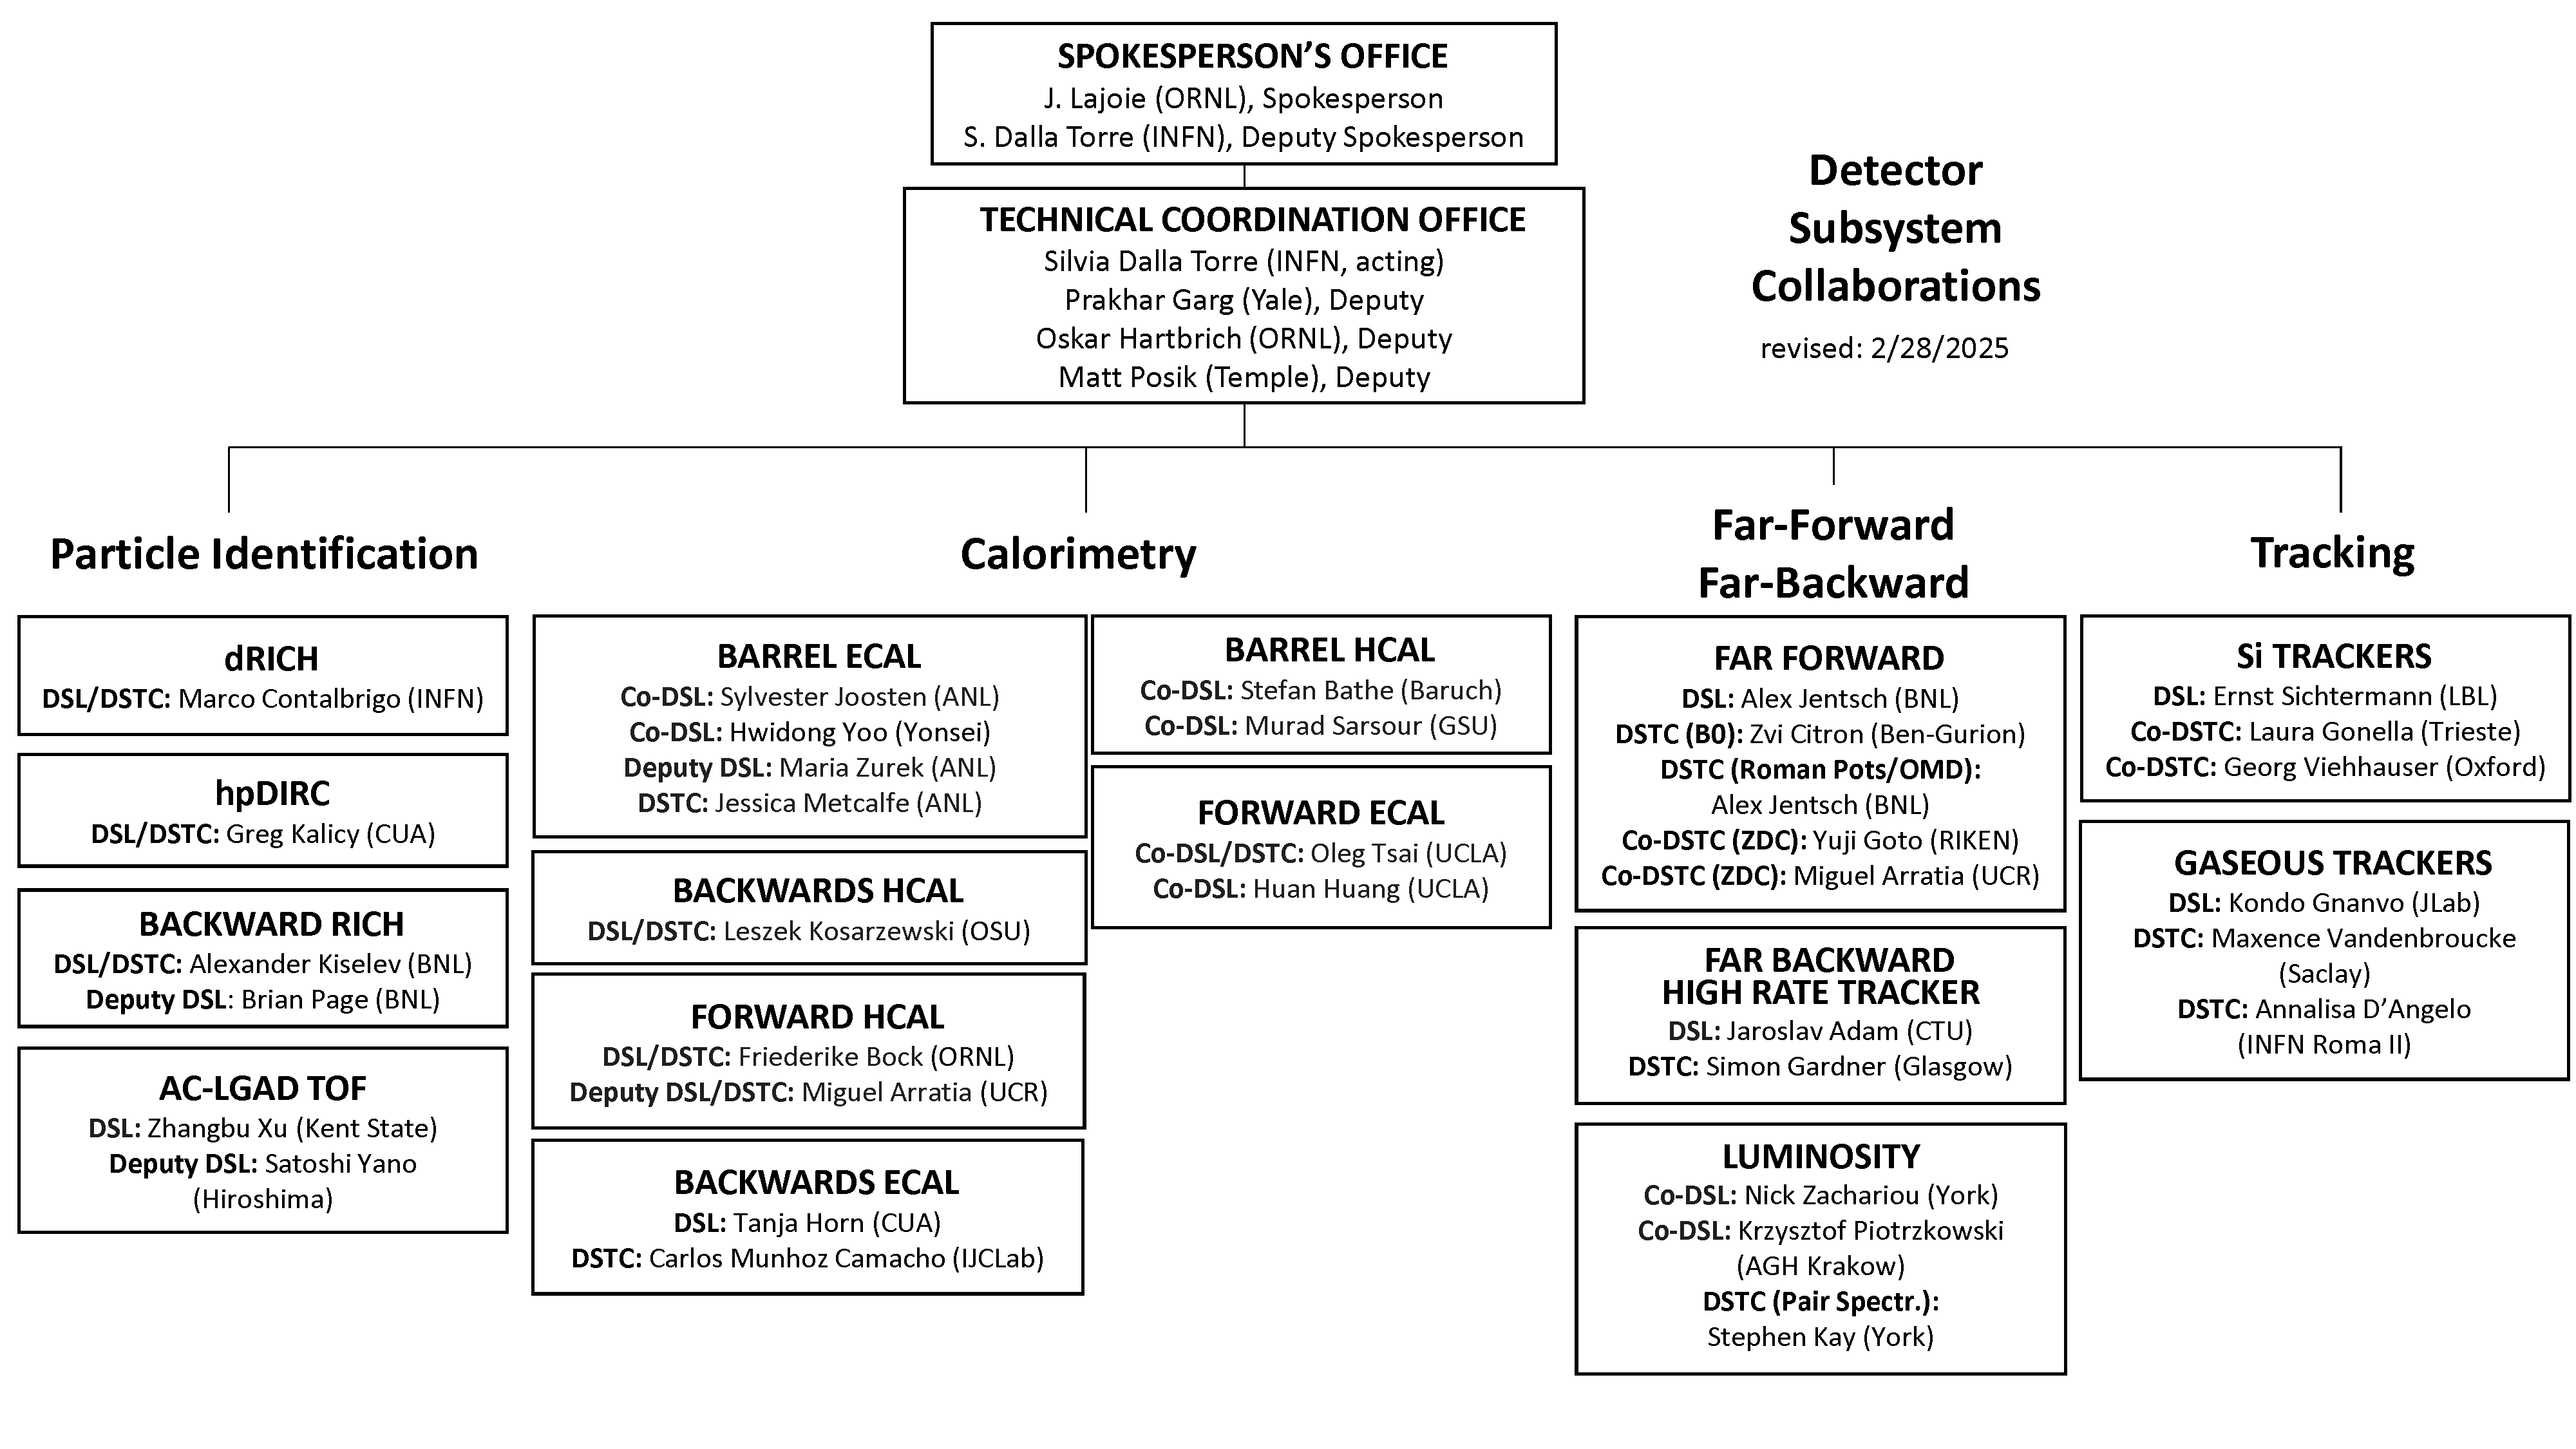 SPOKESPERSON’S OFFICE
J. Lajoie (ORNL), Spokesperson
S. Dalla Torre (INFN), Deputy Spokesperson
TECHNICAL COORDINATION OFFICE
Silvia Dalla Torre (INFN, acting)
Prakhar Garg (Yale), Deputy
Oskar Hartbrich (ORNL), Deputy
Matt Posik (Temple), Deputy
Detector
Subsystem
Collaborations
revised: 2/28/2025
Particle Identification
dRICH
DSL/DSTC: Marco Contalbrigo (INFN)
hpDIRC
DSL/DSTC: Greg Kalicy (CUA)
BACKWARD RICH
DSL/DSTC: Alexander Kiselev (BNL)
Deputy DSL: Brian Page (BNL)
AC-LGAD TOF
DSL: Zhangbu Xu (Kent State)
Deputy DSL: Satoshi Yano
(Hiroshima)
Calorimetry
BARREL ECAL
Co-DSL: Sylvester Joosten (ANL)
Co-DSL: Hwidong Yoo (Yonsei)
Deputy DSL: Maria Zurek (ANL)
DSTC: Jessica Metcalfe (ANL)
BACKWARDS HCAL
DSL/DSTC: Leszek Kosarzewski (OSU)
FORWARD HCAL
DSL/DSTC: Friederike Bock (ORNL)
Deputy DSL/DSTC: Miguel Arratia (UCR)
BACKWARDS ECAL
DSL: Tanja Horn (CUA)
DSTC: Carlos Munhoz Camacho (IJCLab)
BARREL HCAL
Co-DSL: Stefan Bathe (Baruch)
Co-DSL: Murad Sarsour (GSU)
FORWARD ECAL
Co-DSL/DSTC: Oleg Tsai (UCLA)
Co-DSL: Huan Huang (UCLA)
Far-Forward
Far-Backward
FAR FORWARD
DSL: Alex Jentsch (BNL)
DSTC (B0): Zvi Citron (Ben-Gurion)
DSTC (Roman Pots/OMD):
Alex Jentsch (BNL)
Co-DSTC (ZDC): Yuji Goto (RIKEN)
Co-DSTC (ZDC): Miguel Arratia (UCR)
FAR BACKWARD
HIGH RATE TRACKER
DSL: Jaroslav Adam (CTU)
DSTC: Simon Gardner (Glasgow)
LUMINOSITY
Co-DSL: Nick Zachariou (York)
Co-DSL: Krzysztof Piotrzkowski
(AGH Krakow)
DSTC (Pair Spectr.):
Stephen Kay (York)
Tracking
Si TRACKERS
DSL: Ernst Sichtermann (LBL)
Co-DSTC: Laura Gonella (Trieste)
Co-DSTC: Georg Viehhauser (Oxford)
GASEOUS TRACKERS
DSL: Kondo Gnanvo (JLab)
DSTC: Maxence Vandenbroucke
(Saclay)
DSTC: Annalisa D’Angelo
(INFN Roma II)